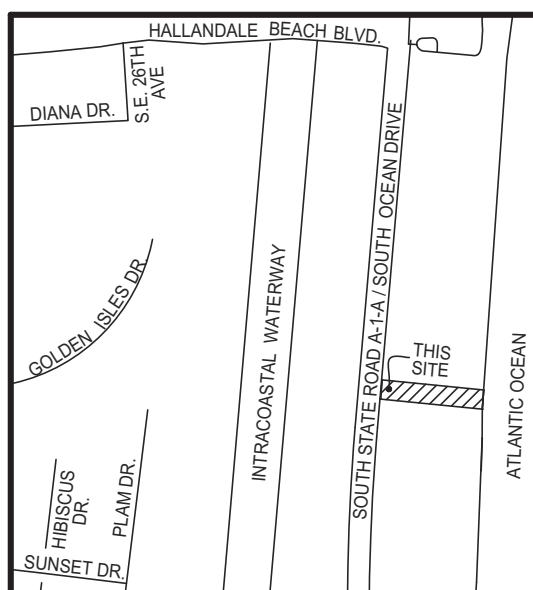 HALLANDALE BEACH BLVD.
S.E. 26TH
AVE
DIANA DR.
SOUTH STATE ROAD A-1-A / SOUTH OCEAN DRIVE
INTRACOASTAL WATERWAY
GOLDEN ISLES DR.
THIS
SITE
ATLANTIC OCEAN
HIBISCUS
DR.
PLAM DR.
SUNSET DR.